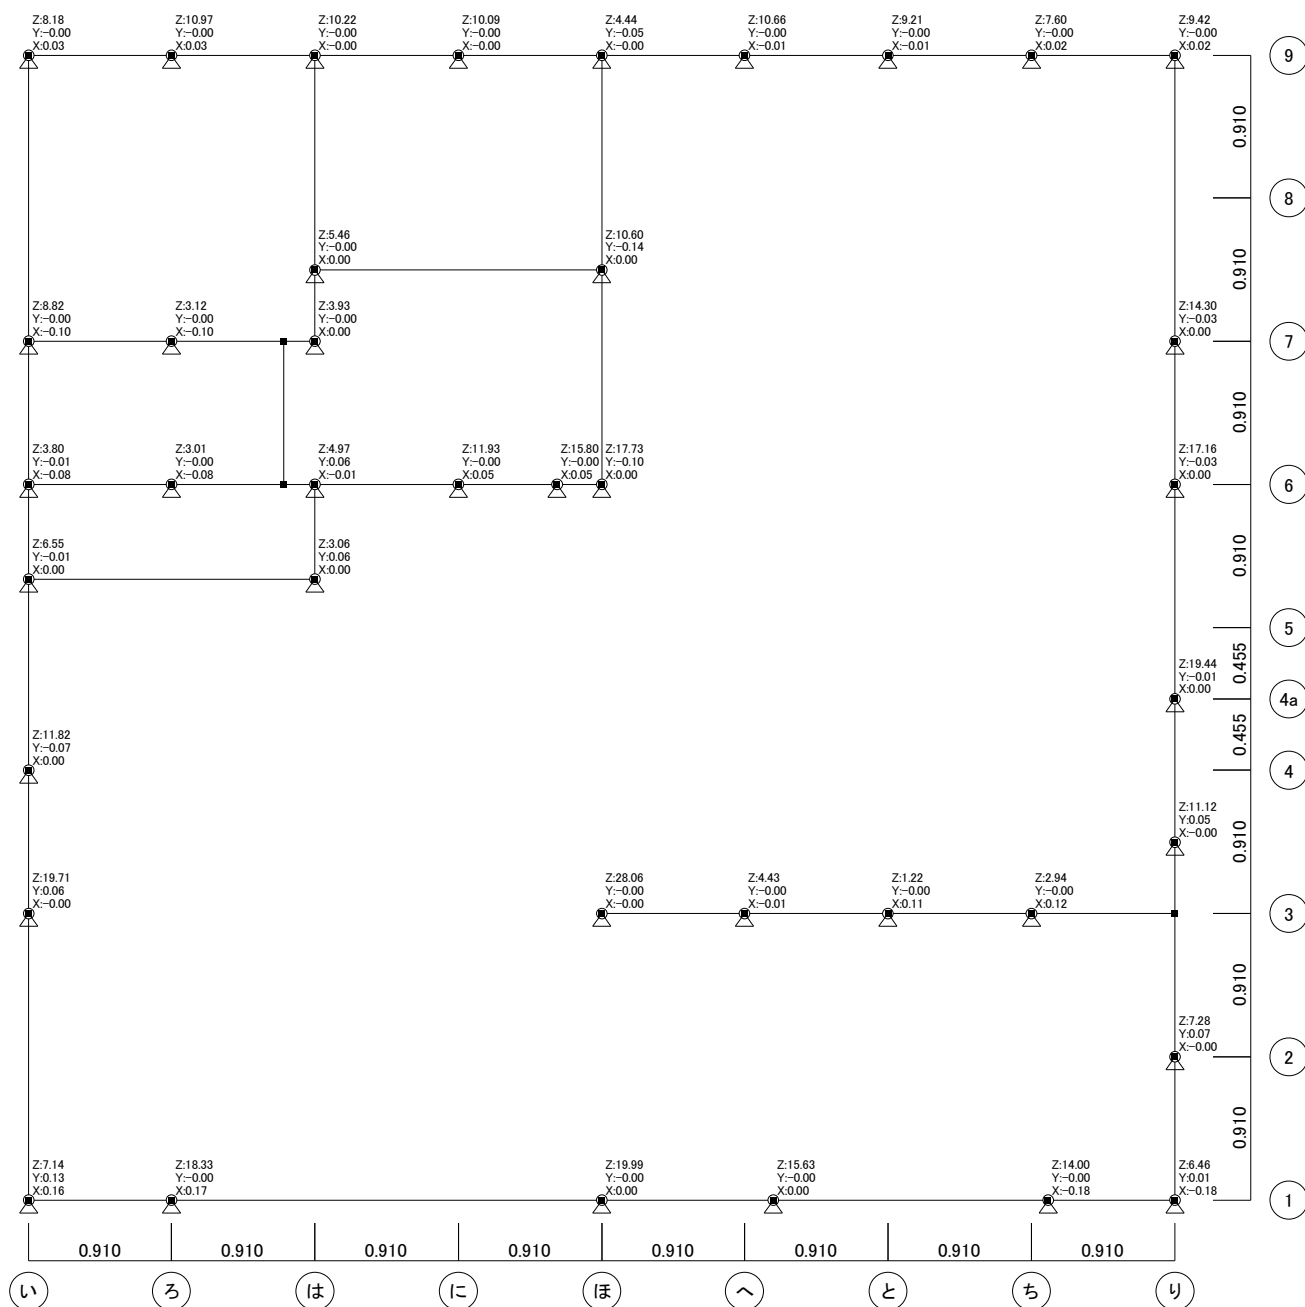 Z:8.18
Y:-0.00
X:0.03
Z:10.97
Y:-0.00
X:0.03
Z:10.22
Y:-0.00
X:-0.00
Z:10.09
Y:-0.00
X:-0.00
Z:4.44
Y:-0.05
X:-0.00
Z:10.66
Y:-0.00
X:-0.01
Z:9.21
Y:-0.00
X:-0.01
Z:7.60
Y:-0.00
X:0.02
Z:9.42
Y:-0.00
X:0.02
9
0.910
8
Z:5.46
Y:-0.00
X:0.00
Z:10.60
Y:-0.14
X:0.00
0.910
Z:8.82
Y:-0.00
X:-0.10
Z:3.12
Y:-0.00
X:-0.10
Z:3.93
Y:-0.00
X:0.00
Z:14.30
Y:-0.03
X:0.00
7
0.910
Z:3.80
Y:-0.01
X:-0.08
Z:3.01
Y:-0.00
X:-0.08
Z:4.97
Y:0.06
X:-0.01
Z:11.93
Y:-0.00
X:0.05
Z:15.80
Y:-0.00
X:0.05
Z:17.73
Y:-0.10
X:0.00
Z:17.16
Y:-0.03
X:0.00
6
0.910
Z:6.55
Y:-0.01
X:0.00
Z:3.06
Y:0.06
X:0.00
5
0.455
Z:19.44
Y:-0.01
X:0.00
4a
0.455
Z:11.82
Y:-0.07
X:0.00
4
Z:11.12
Y:0.05
X:-0.00
0.910
Z:19.71
Y:0.06
X:-0.00
Z:28.06
Y:-0.00
X:-0.00
Z:4.43
Y:-0.00
X:-0.01
Z:1.22
Y:-0.00
X:0.11
Z:2.94
Y:-0.00
X:0.12
3
0.910
Z:7.28
Y:0.07
X:-0.00
2
0.910
Z:7.14
Y:0.13
X:0.16
Z:18.33
Y:-0.00
X:0.17
Z:19.99
Y:-0.00
X:0.00
Z:15.63
Y:-0.00
X:0.00
Z:14.00
Y:-0.00
X:-0.18
Z:6.46
Y:0.01
X:-0.18
1
0.910 0.910 0.910 0.910 0.910 0.910 0.910 0.910
い ろ は に ほ へ と ち り